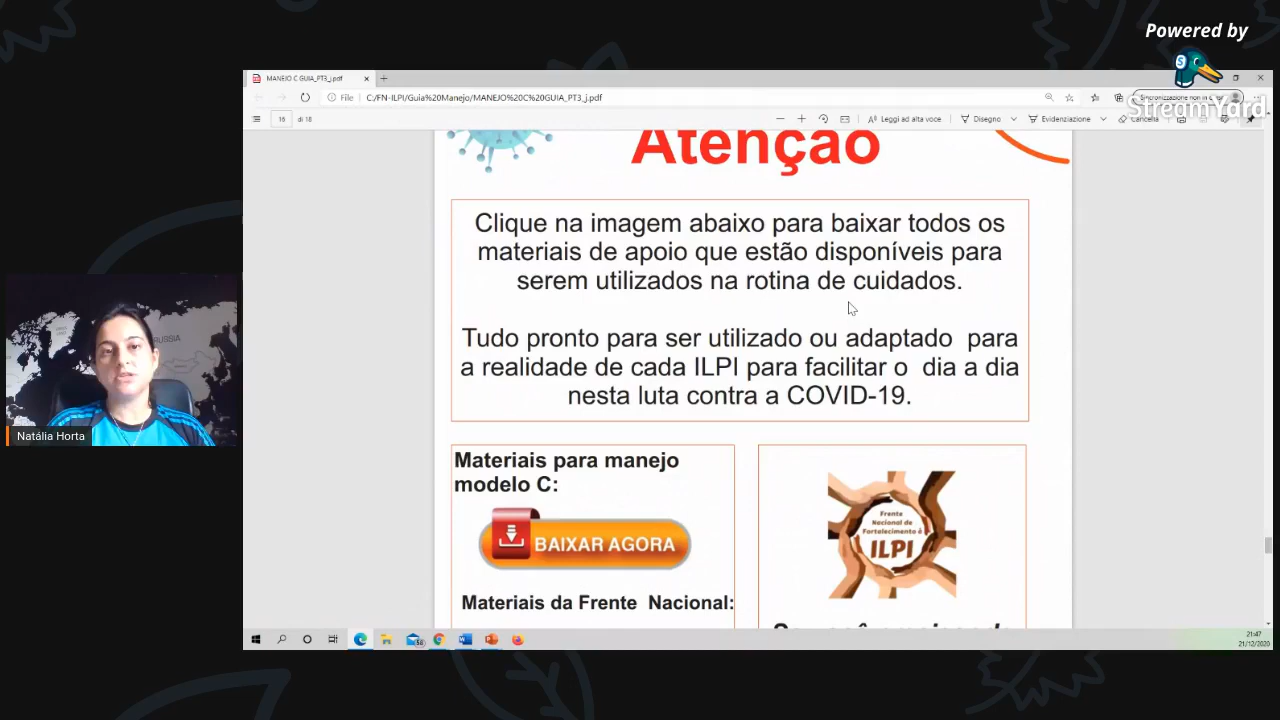 Powered by
StreamYard
MANEJO C GUIA_PT3_j.pdf
File
C:/FN-ILPI/Guia%20Manejo/MANEJO%20C%20GUIA_PT3_j.pdf
16 di 18
Leggi ad alta voce
Disegno
Evidenziazione
Cancella
Atenção
Clique na imagem abaixo para baixar todos os
materiais de apoio que estão disponíveis para
serem utilizados na rotina de cuidados.
Tudo pronto para ser utilizado ou adaptado para
a realidade de cada ILPI para facilitar o dia a dia
nesta luta contra a COVID-19.
Materiais para manejo
modelo C:
BAIXAR AGORA
Materiais da Frente Nacional:
Frente
Nacional de
Fortalecimento à
ILPI
RUSSIA
Natália Horta
21:47
21/12/2020